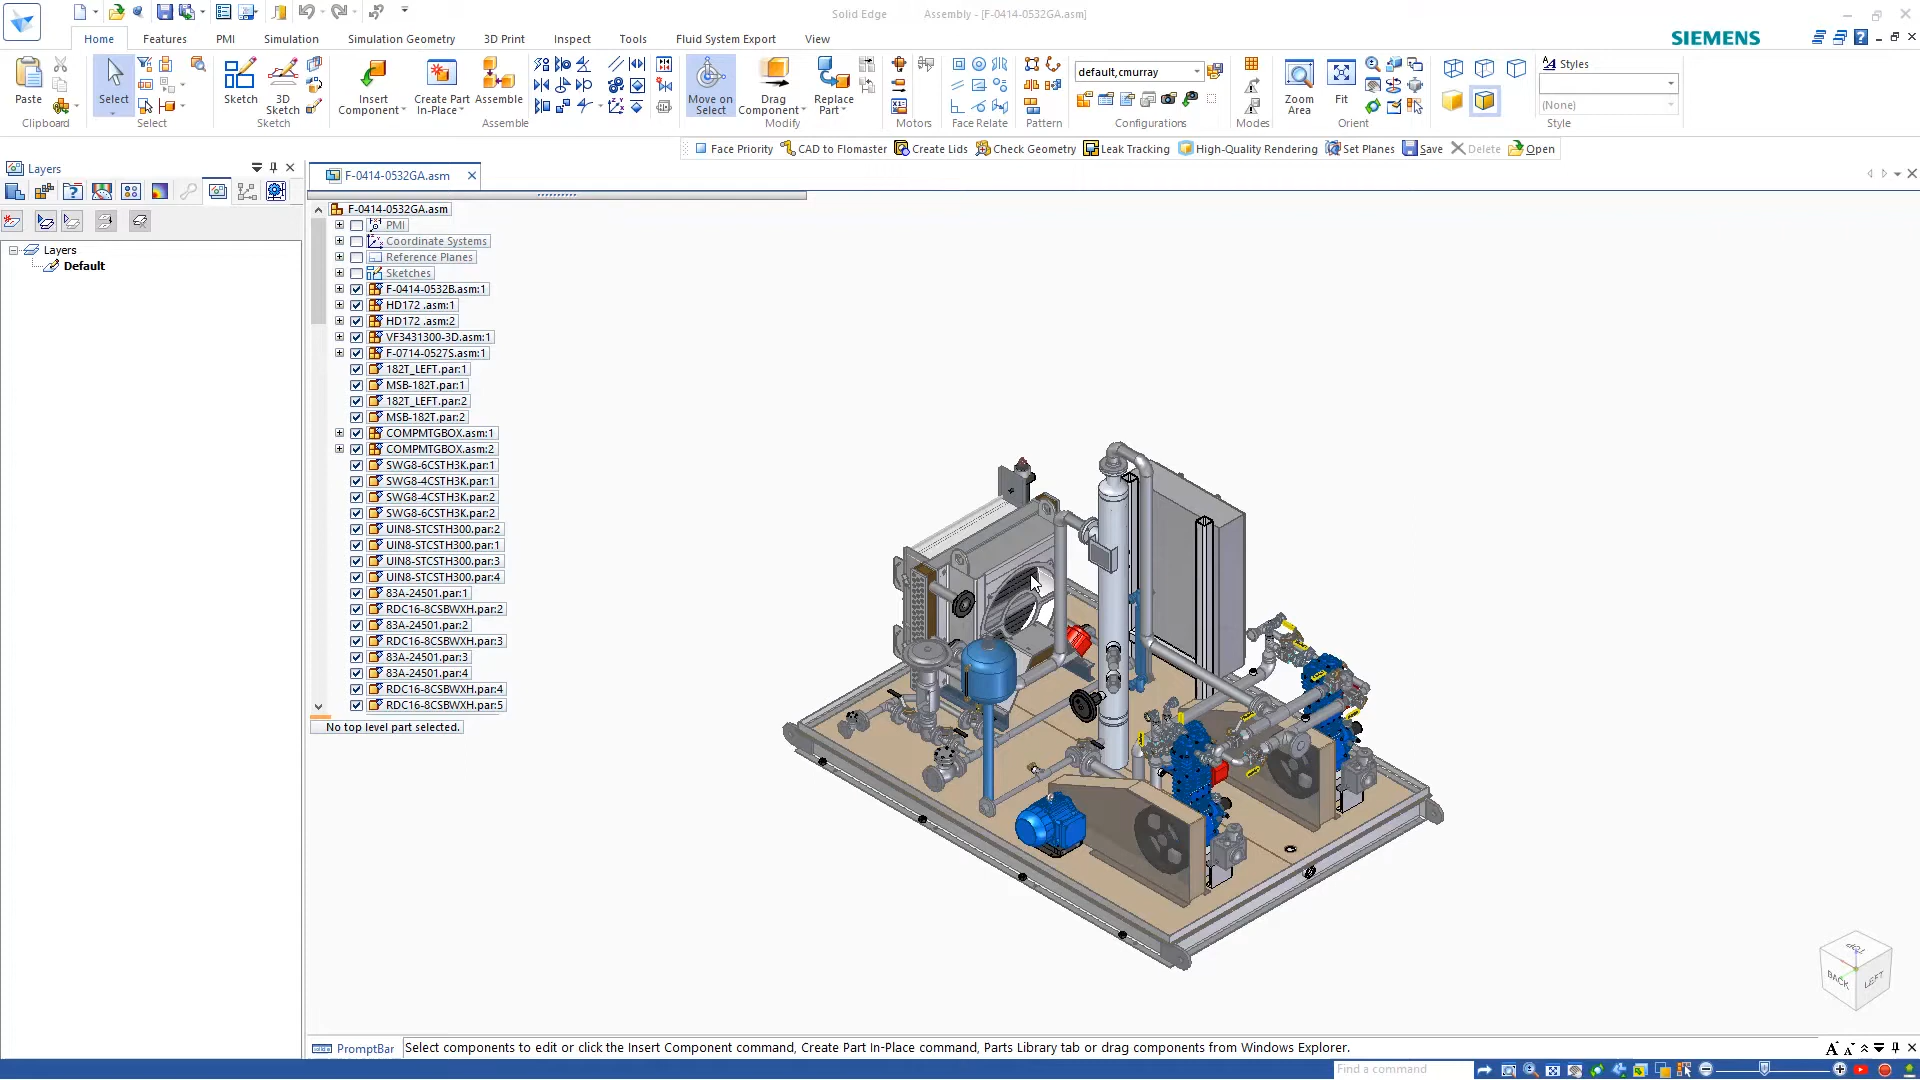 Solid Edge Assembly - [F-0414-0532GA.asm]
Home Features PMI Simulation Simulation Geometry 3D Print Inspect Tools Fluid System Export View
SIEMENS
Paste
Select
Sketch
3D Sketch
Insert Component
Create Part In-Place
Assemble
Move on Select
Drag Component
Replace Part
default,cmurray
Zoom Area
Fit
Styles
(None)
Clipboard Select Sketch Assemble Modify Motors Face Relate Pattern Configurations Modes Orient Style
Face Priority CAD to Flomaster Create Lids Check Geometry Leak Tracking High-Quality Rendering Set Planes Save Delete Open
Layers
F-0414-0532GA.asm
Layers
Default
F-0414-0532GA.asm
PMI
Coordinate Systems
Reference Planes
Sketches
F-0414-0532B.asm:1
HD172 .asm:1
HD172 .asm:2
VF3431300-3D.asm:1
F-0714-0527S.asm:1
182T_LEFT.par:1
MSB-182T.par:1
182T_LEFT.par:2
MSB-182T.par:2
COMPMTGBOX.asm:1
COMPMTGBOX.asm:2
SWG8-6CSTH3K.par:1
SWG8-4CSTH3K.par:1
SWG8-4CSTH3K.par:2
SWG8-6CSTH3K.par:2
UIN8-STCSTH300.par:2
UIN8-STCSTH300.par:1
UIN8-STCSTH300.par:3
UIN8-STCSTH300.par:4
83A-24501.par:1
RDC16-8CSBWXH.par:2
83A-24501.par:2
RDC16-8CSBWXH.par:3
83A-24501.par:3
83A-24501.par:4
RDC16-8CSBWXH.par:4
RDC16-8CSBWXH.par:5
No top level part selected.
TOP
BACK
LEFT
PromptBar Select components to edit or click the Insert Component command, Create Part In-Place command, Parts Library tab or drag components from Windows Explorer.
Find a command